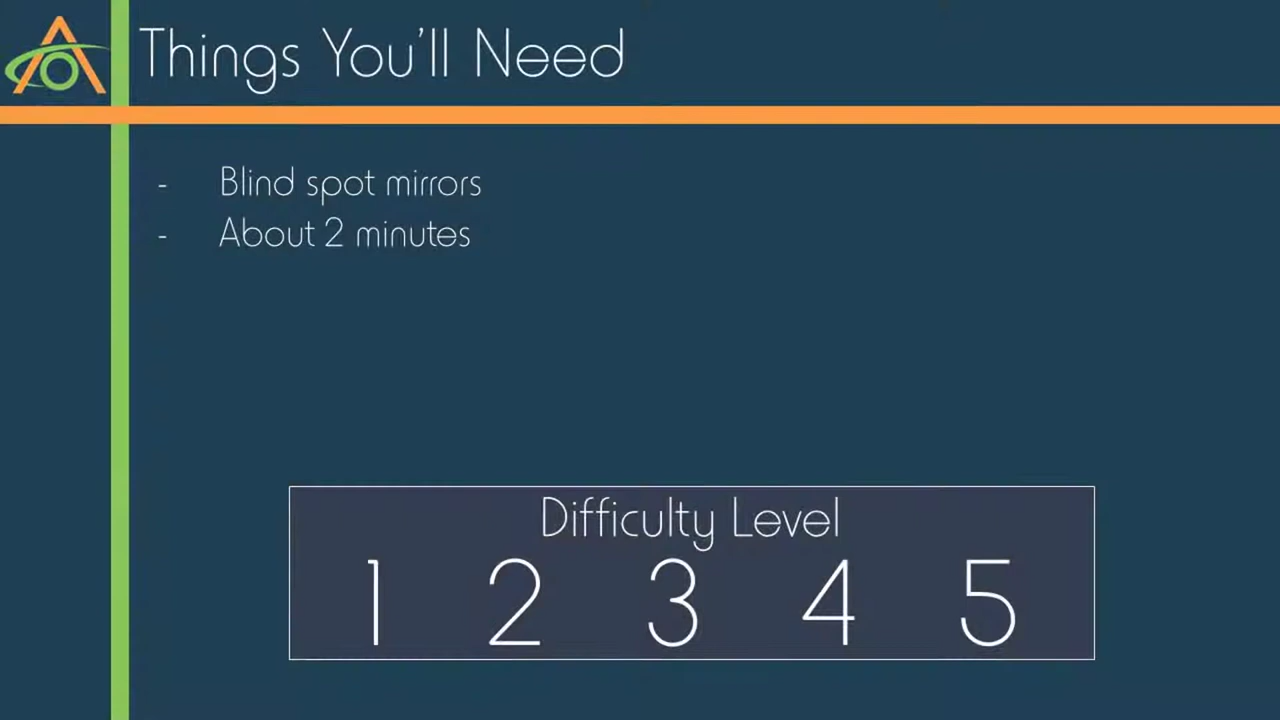 Things You'll Need
- Blind spot mirrors
- About 2 minutes
Difficulty Level
1 2 3 4 5